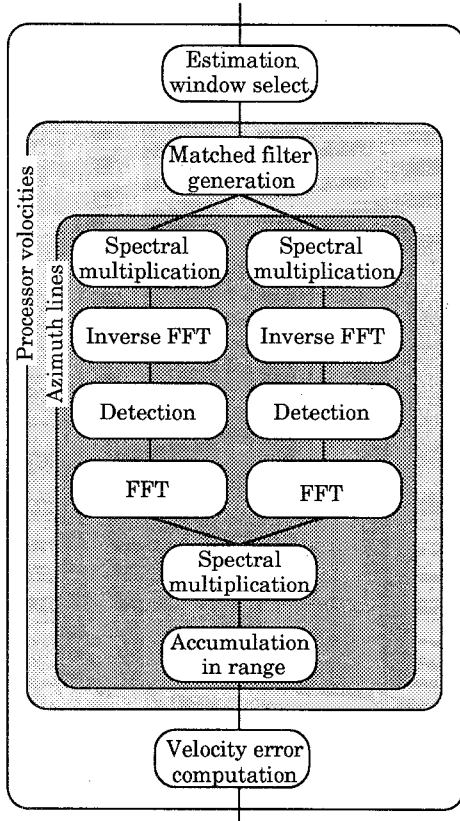 Estimation
window select.
Processor velocities
Matched filter
generation
Azimuth lines
Spectral
multiplication
Spectral
multiplication
Inverse FFT
Inverse FFT
Detection
Detection
FFT
FFT
Spectral
multiplication
Accumulation
in range
Velocity error
computation